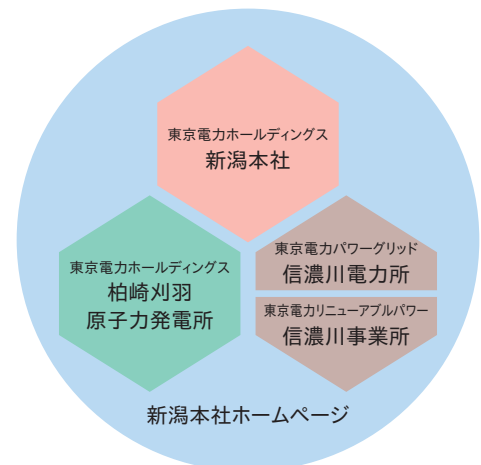 東京電力ホールディングス
新潟本社
東京電力ホールディングス
柏崎刈羽
原子力発電所
東京電力パワーグリッド
信濃川電力所
東京電力リニューアブルパワー
信濃川事業所
新潟本社ホームページ